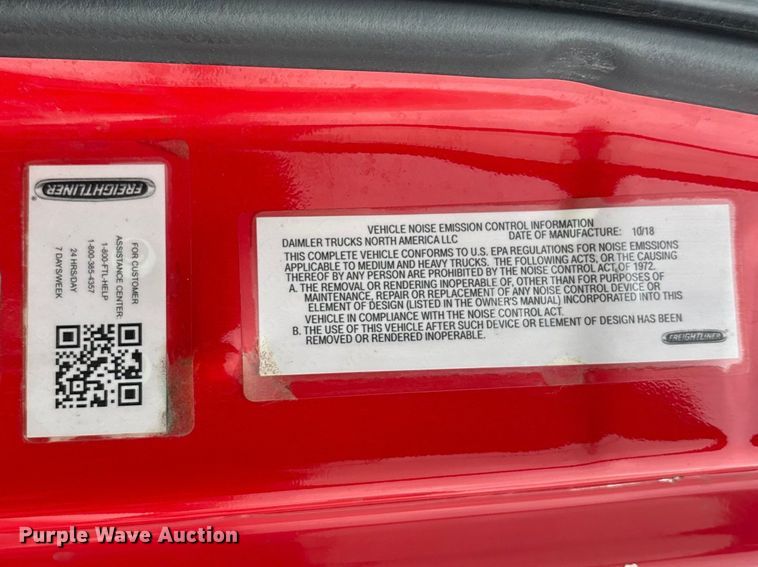 FREIGHTLINER
FOR CUSTOMER
ASSISTANCE CENTER:
1-800-FTL-HELP
1-800-385-4357
24 HRS/DAY
7 DAYS/WEEK
VEHICLE NOISE EMISSION CONTROL INFORMATION
DAIMLER TRUCKS NORTH AMERICA LLC DATE OF MANUFACTURE: 10/18
THIS COMPLETE VEHICLE CONFORMS TO U.S. EPA REGULATIONS FOR NOISE EMISSIONS
APPLICABLE TO MEDIUM AND HEAVY TRUCKS. THE FOLLOWING ACTS, OR THE CAUSING
THEREOF BY ANY PERSON ARE PROHIBITED BY THE NOISE CONTROL ACT, OF 1972.
A. THE REMOVAL OR RENDERING INOPERABLE OF, OTHER THAN FOR PURPOSES OF
MAINTENANCE, REPAIR OR REPLACEMENT OF ANY NOISE CONTROL DEVICE OR
ELEMENT OF DESIGN (LISTED IN THE OWNER'S MANUAL) INCORPORATED INTO THIS
VEHICLE IN COMPLIANCE WITH THE NOISE CONTROL ACT.
B. THE USE OF THIS VEHICLE AFTER SUCH DEVICE OR ELEMENT OF DESIGN HAS BEEN
REMOVED OR RENDERED INOPERABLE.
FREIGHTLINER
Purple Wave Auction